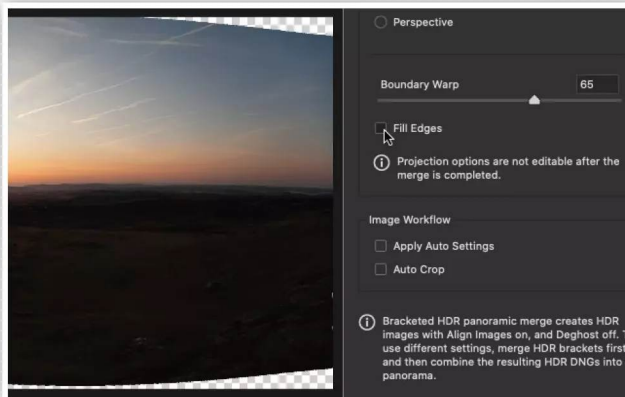 Perspective
Boundary Warp 65
Fill Edges
Projection options are not editable after the
merge is completed.
Image Workflow
Apply Auto Settings
Auto Crop
Bracketed HDR panoramic merge creates HDR
images with Align Images on, and Deghost off.
use different settings, merge HDR brackets first
and then combine the resulting HDR DNGs into
panorama.